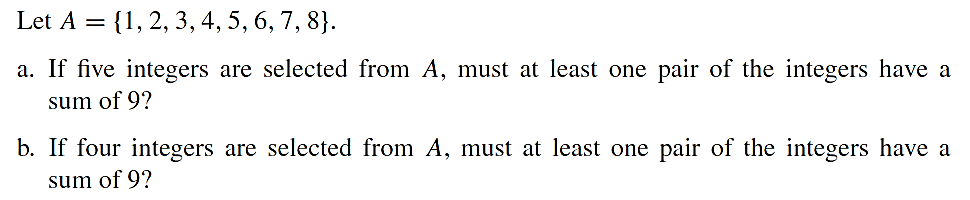 Let A = {1, 2, 3, 4, 5, 6, 7, 8}.
a. If five integers are selected from A, must at least one pair of the integers have a
sum of 9?
b. If four integers are selected from A, must at least one pair of the integers have a
sum of 9?